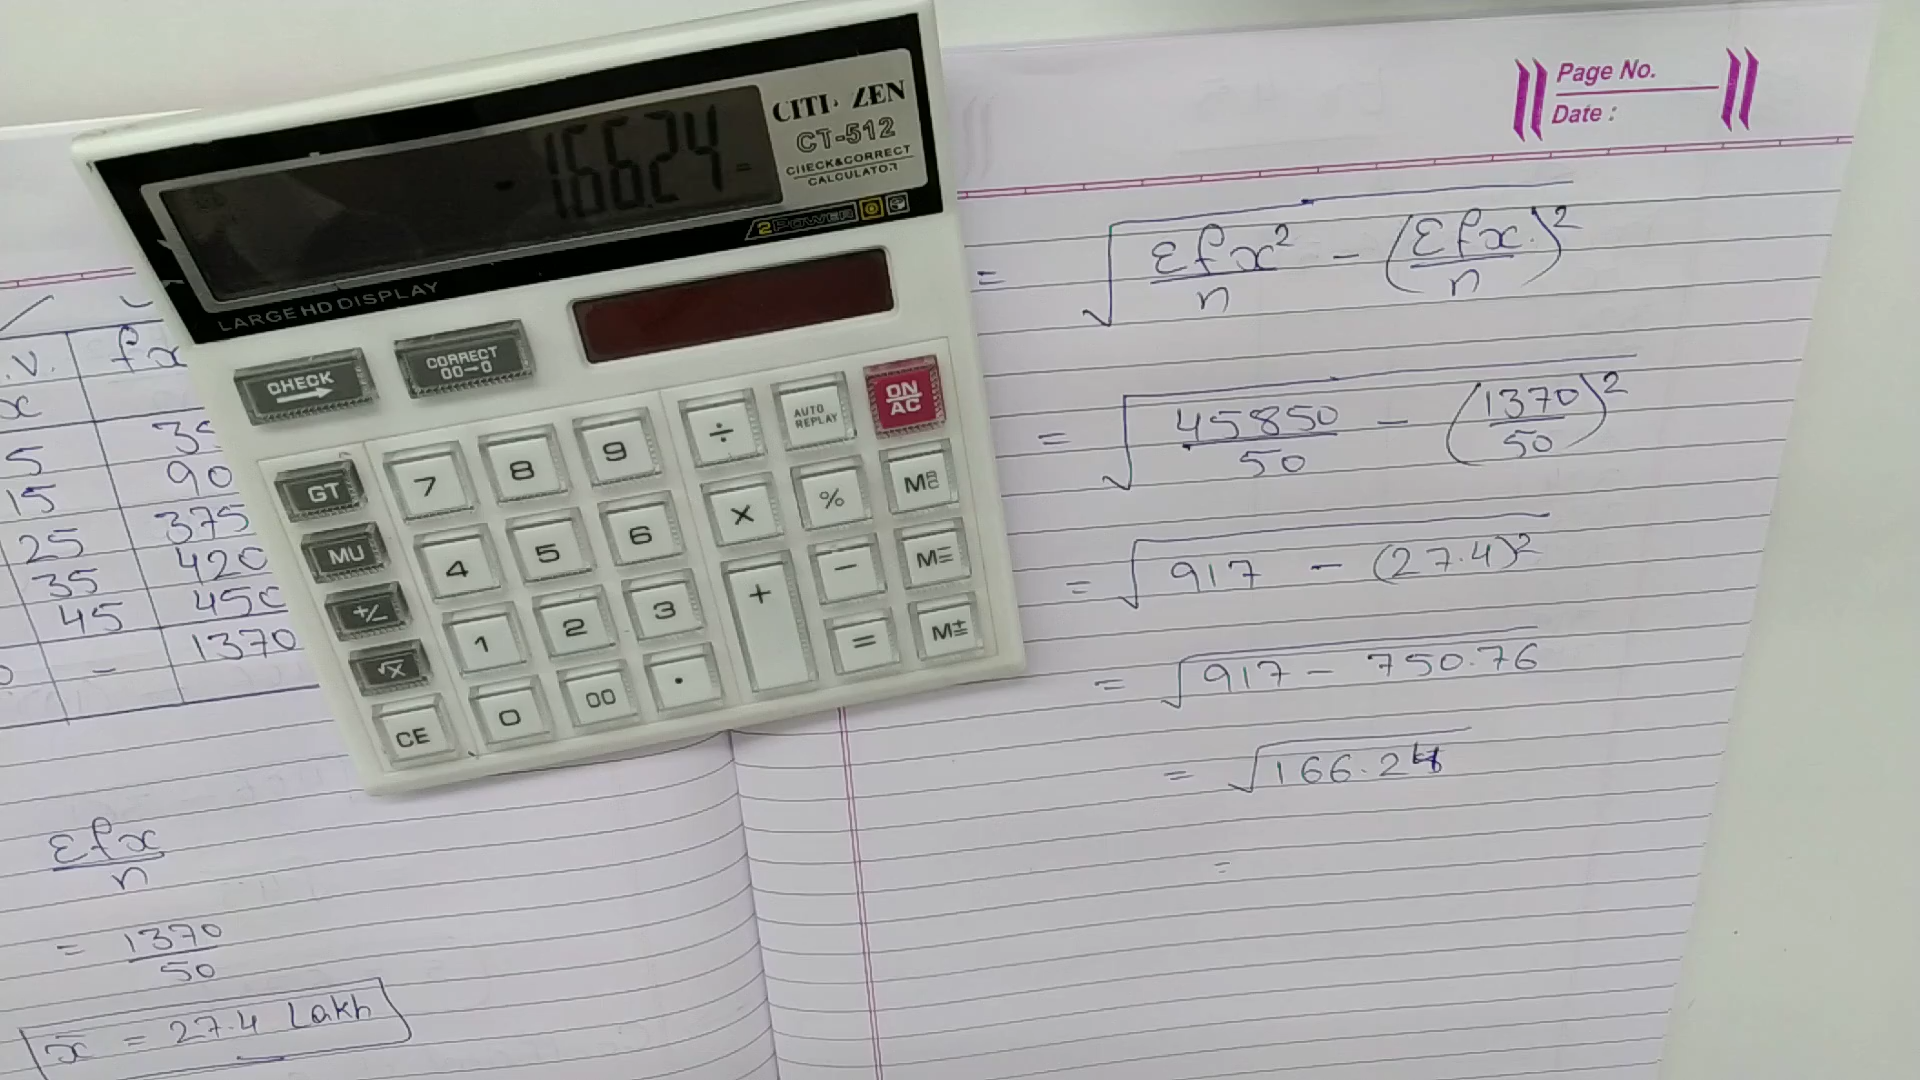 Page No.
Date :
CITIZEN
CT-512
CHECK&CORRECT
CALCULATOR
2POWER
-166.24
LARGE HD DISPLAY
CHECK
CORRECT
00→0
÷
AUTO REPLAY
ON/AC
GT 7 8 9 × %
MU 4 5 6 + − M=
+/− 1 2 3 = M±
√x 0 00 .
CE
.V. fx
x
5
15 90
25 375
35 420
45 450
- 1370
Σfx/n
= 1370/50
x̄ = 27.4 Lakh
= √(Σfx²/n − (Σfx/n)²)
= √(45850/50 − (1370/50)²)
= √(917 − (27.4)²)
= √(917 − 750.76)
= √166.24
=